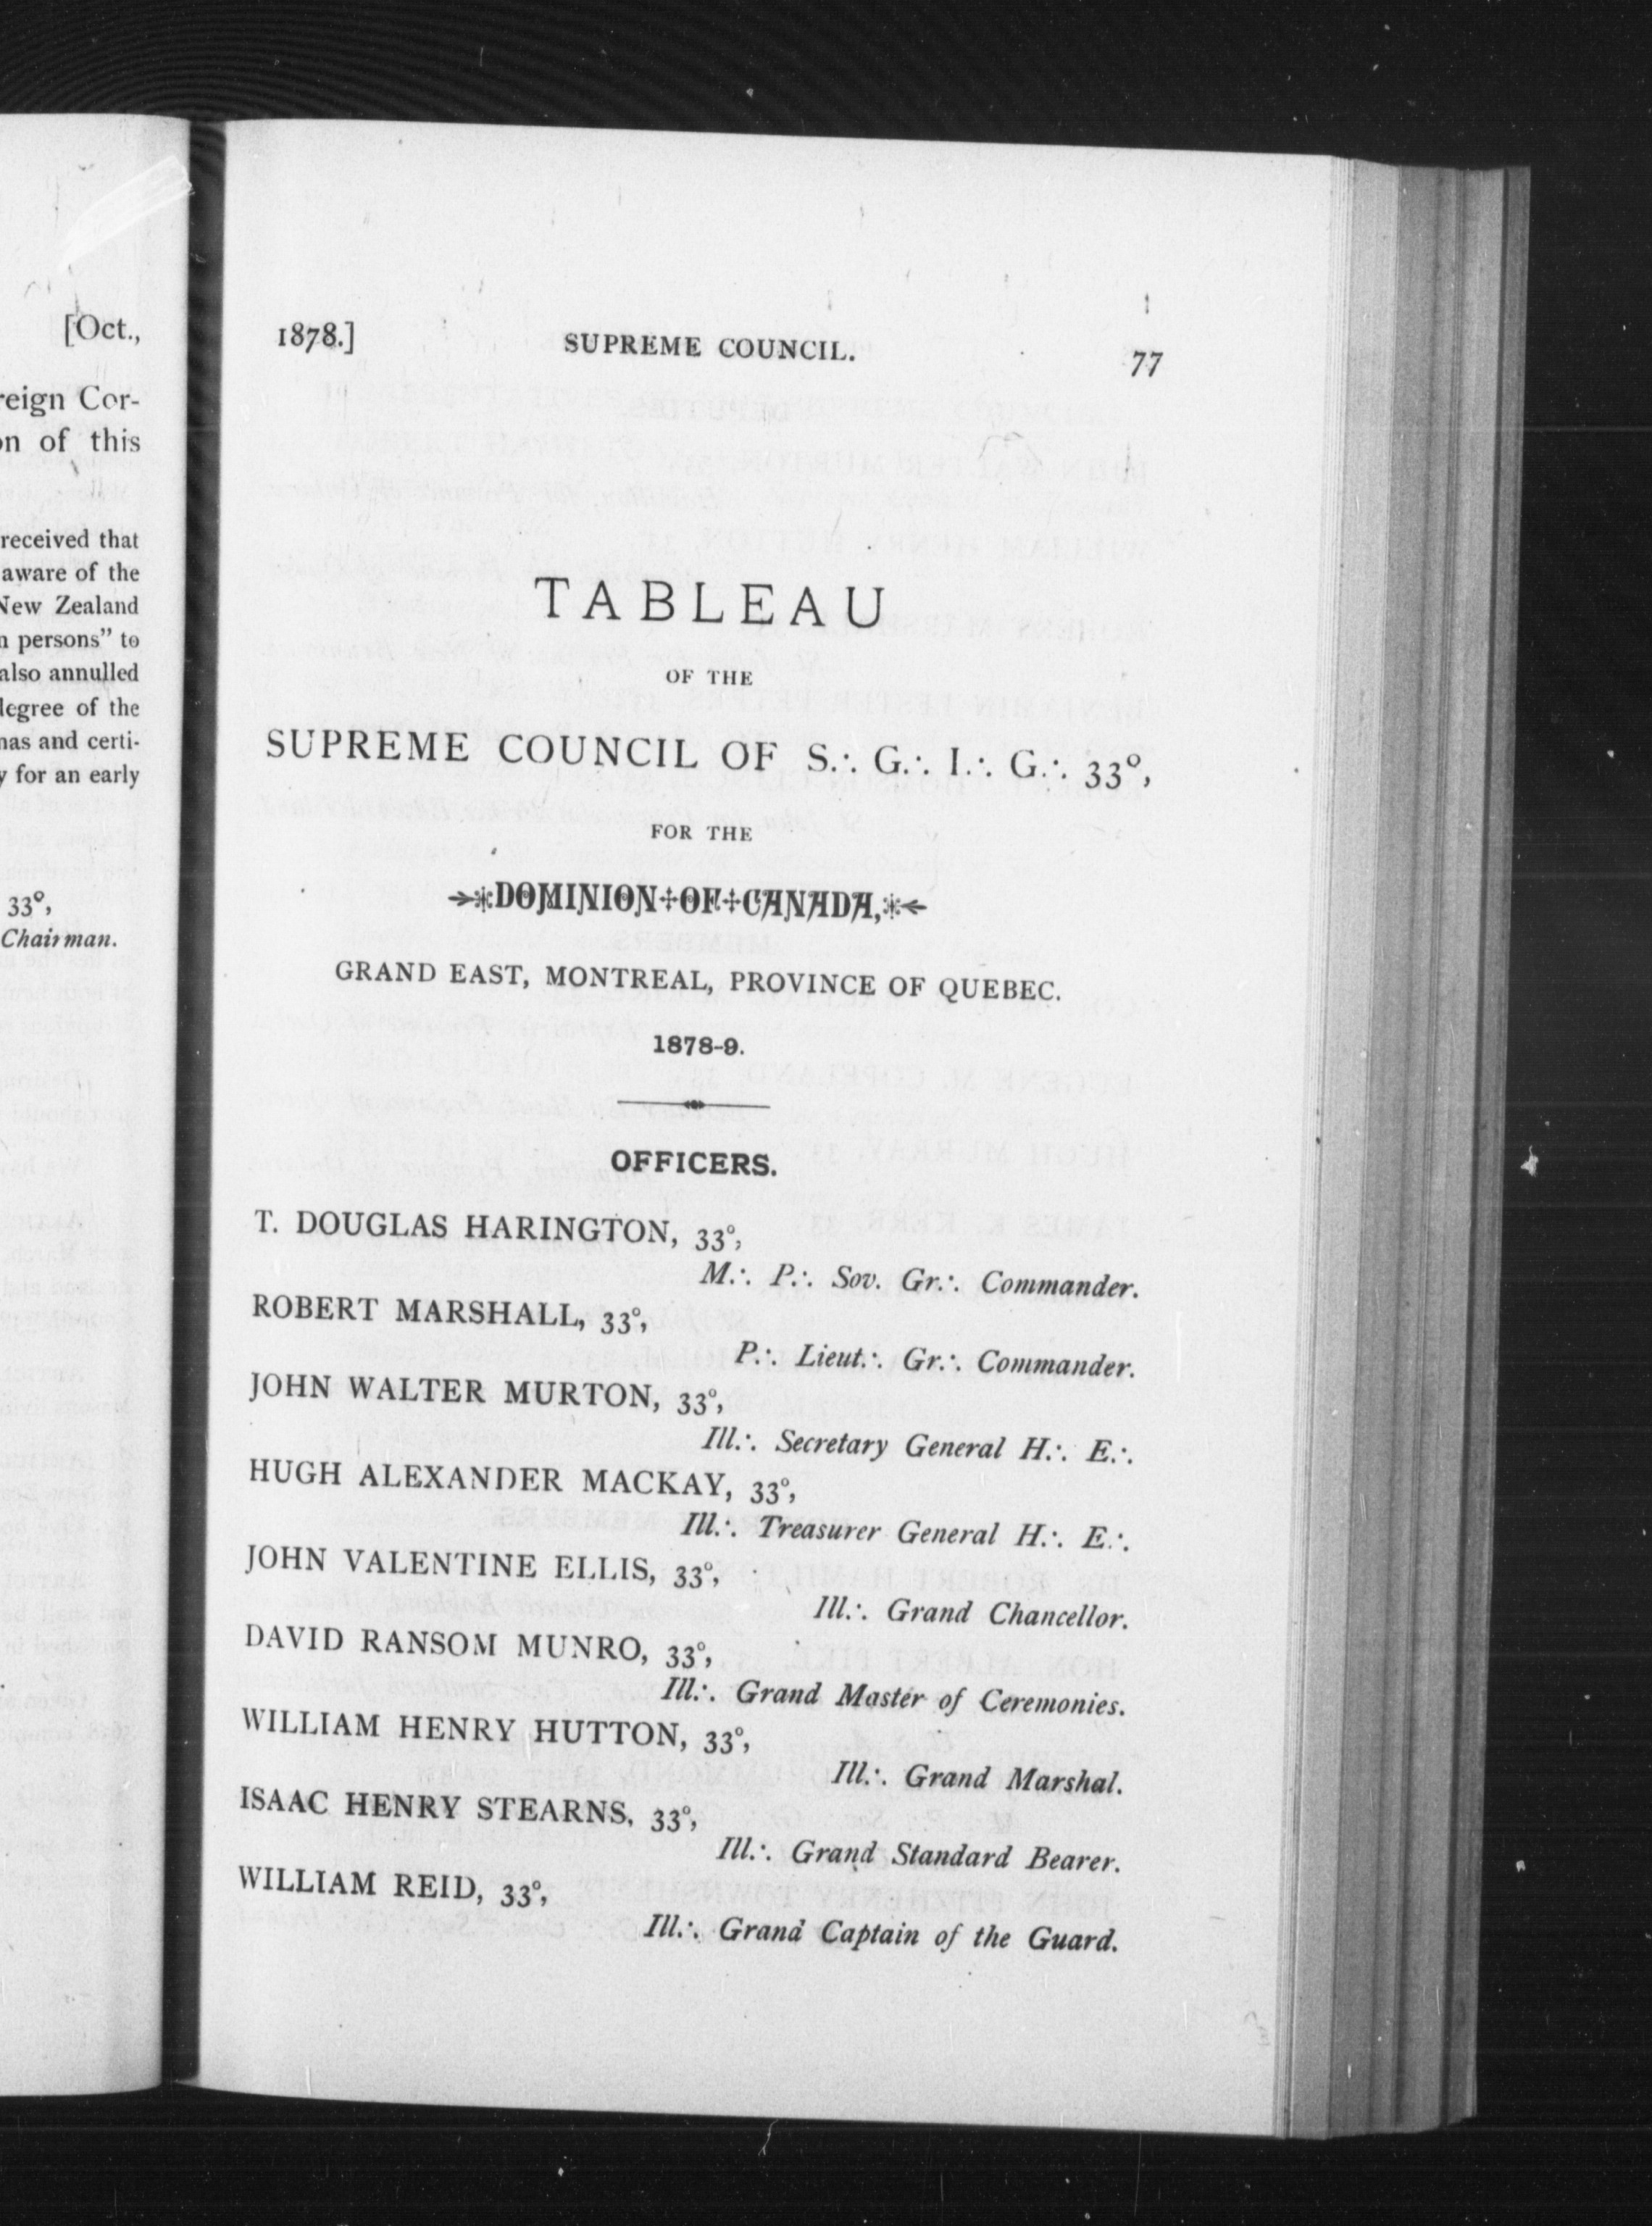 [Oct.,
reign Cor-
on of this
received that
aware of the
New Zealand
n persons" to
also annulled
degree of the
mas and certi-
y for an early
33°,
Chairman.
1878.] SUPREME COUNCIL. 77
TABLEAU
OF THE
SUPREME COUNCIL OF S.∴ G.∴ I.∴ G.∴ 33°,
FOR THE
DOMINION OF CANADA,
GRAND EAST, MONTREAL, PROVINCE OF QUEBEC.
1878-9.
OFFICERS.
T. DOUGLAS HARINGTON, 33°,
M.∴ P.∴ Sov. Gr.∴ Commander.
ROBERT MARSHALL, 33°,
P.∴ Lieut.∴ Gr.∴ Commander.
JOHN WALTER MURTON, 33°,
Ill.∴ Secretary General H.∴ E.∴
HUGH ALEXANDER MACKAY, 33°,
Ill.∴ Treasurer General H.∴ E.∴
JOHN VALENTINE ELLIS, 33°,
Ill.∴ Grand Chancellor.
DAVID RANSOM MUNRO, 33°,
Ill.∴ Grand Master of Ceremonies.
WILLIAM HENRY HUTTON, 33°,
Ill.∴ Grand Marshal.
ISAAC HENRY STEARNS, 33°,
Ill.∴ Grand Standard Bearer.
WILLIAM REID, 33°,
Ill.∴ Grand Captain of the Guard.